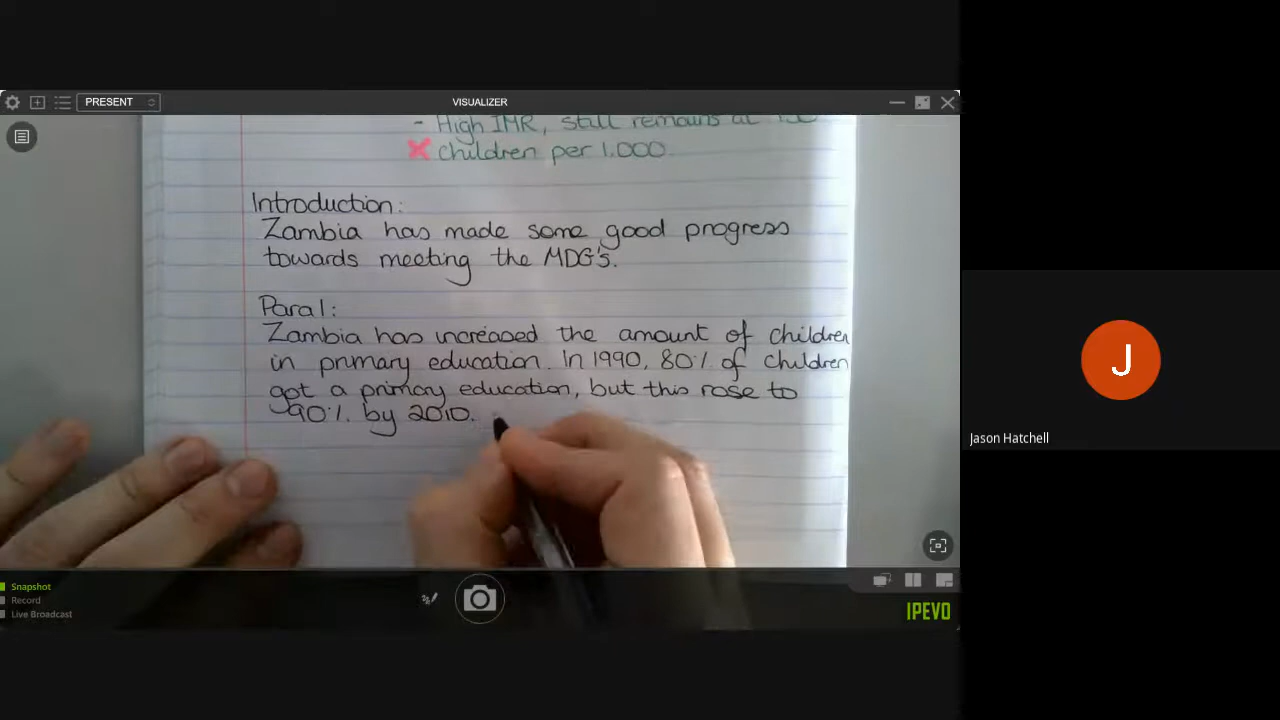 PRESENT
VISUALIZER
- High IMR, still remains at
children per 1.000
Introduction:
Zambia has made some good progress
towards meeting the MDG's.
Para1:
Zambia has increased the amount of children
in primary education. In 1990, 80% of children
got a primary education, but this rose to
90% by 2010.
J
Jason Hatchell
Snapshot
Record
Live Broadcast
IPEVO